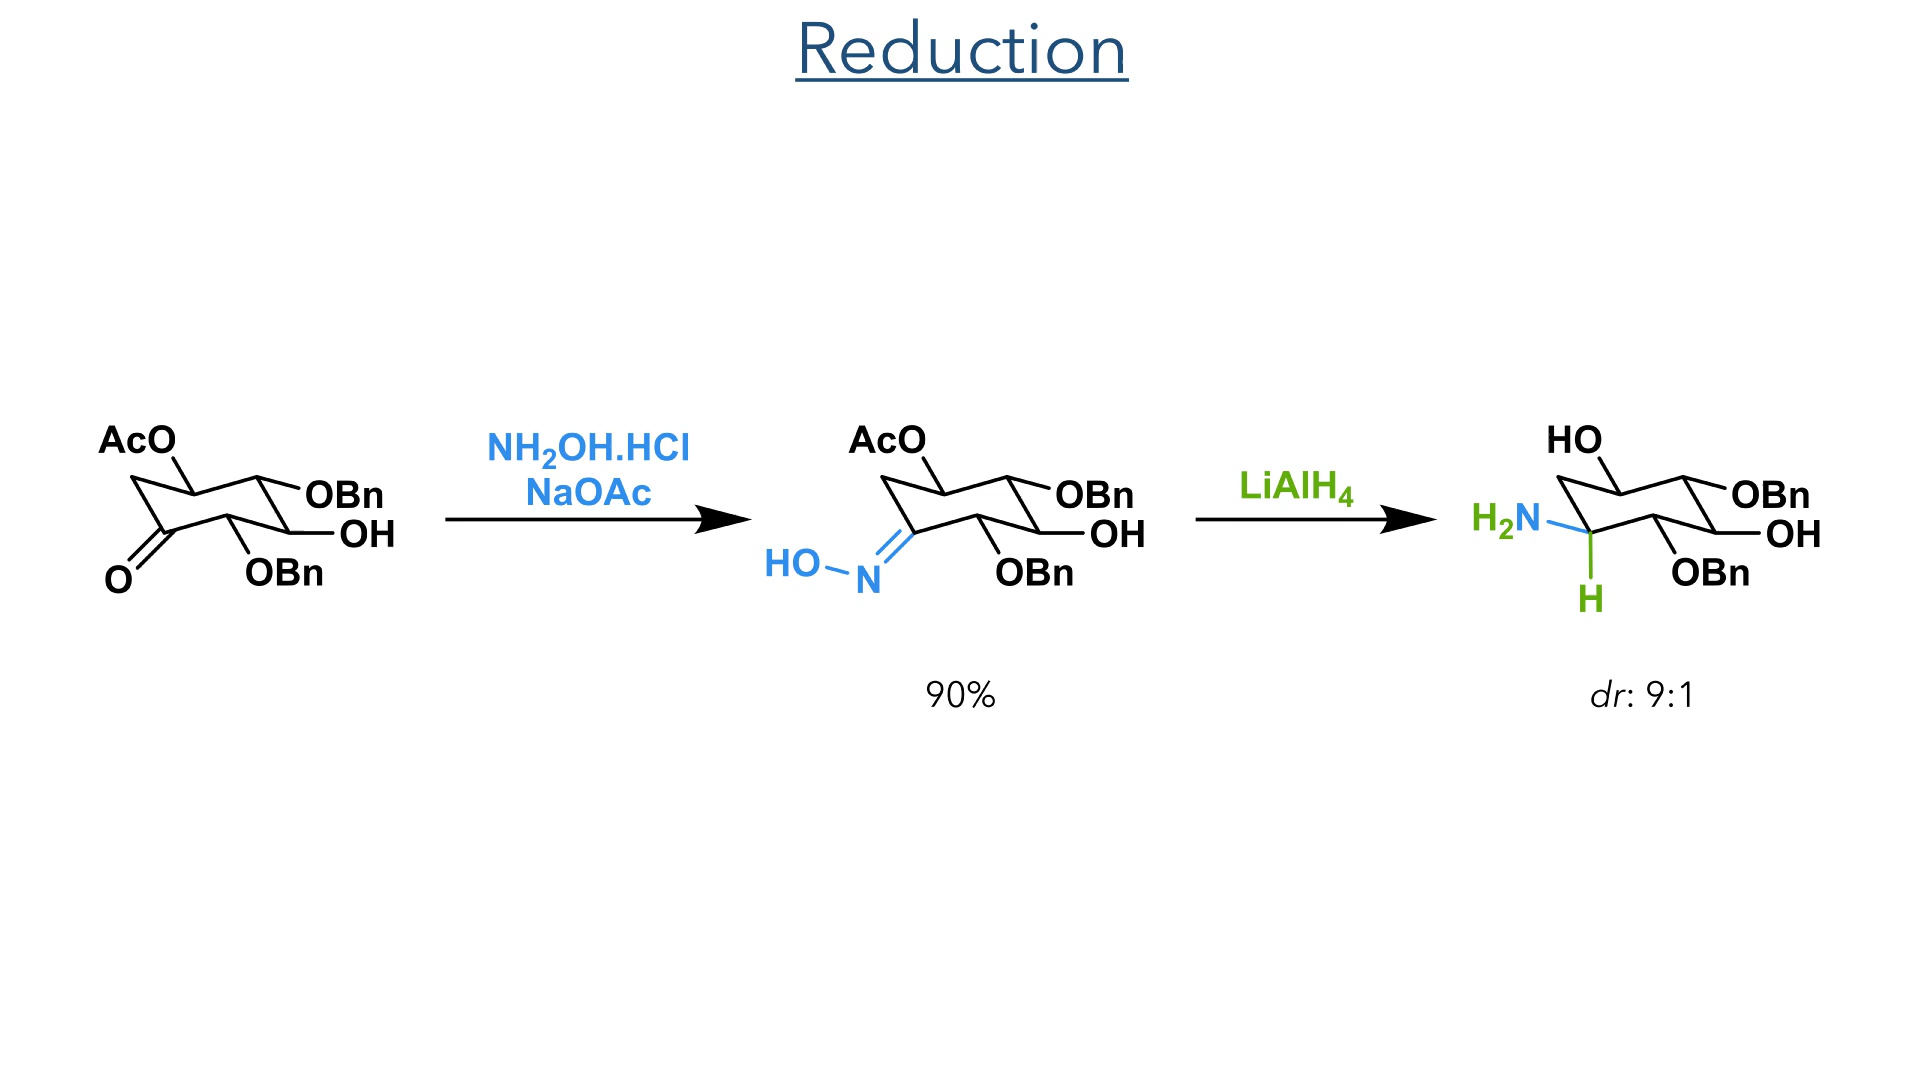 Reduction
AcO
OBn
OH
OBn
O
NH₂OH.HCl
NaOAc
AcO
OBn
OH
OBn
HO
N
90%
LiAlH₄
HO
OBn
OH
OBn
H₂N
H
dr: 9:1